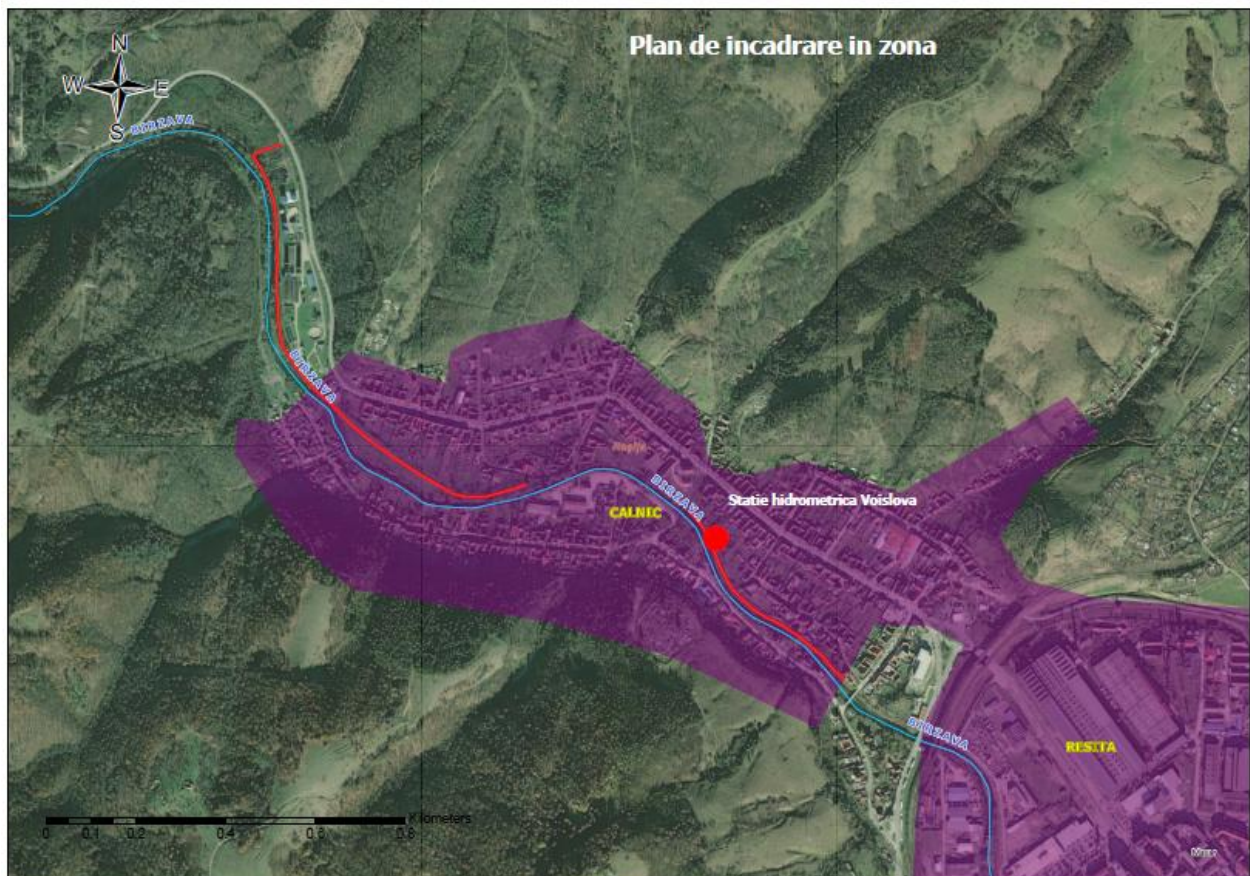 Plan de incadrare in zona
N
W E
S
BIRZAVA
BIRZAVA
BIRZAVA
Statie hidrometrica Voislova
CALNIC
BIRZAVA
RESITA
Kilometers
0 0.1 0.2 0.4 0.6 0.8